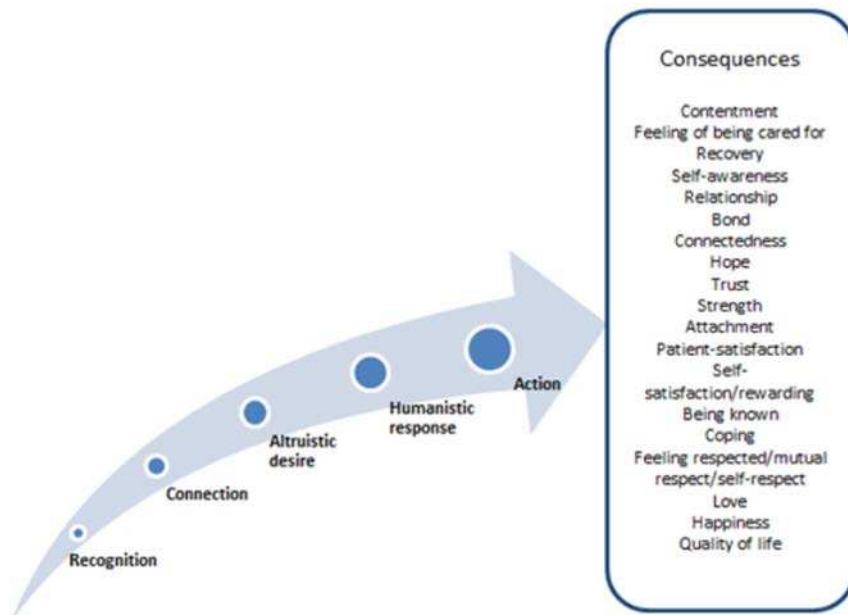 Consequences
Contentment
Feeling of being cared for
Recovery
Self-awareness
Relationship
Bond
Connectedness
Hope
Trust
Strength
Attachment
Patient-satisfaction
Self-
satisfaction/rewarding
Being known
Coping
Feeling respected/mutual
respect/self-respect
Love
Happiness
Quality of life
Action
Humanistic
response
Altruistic
desire
Connection
Recognition